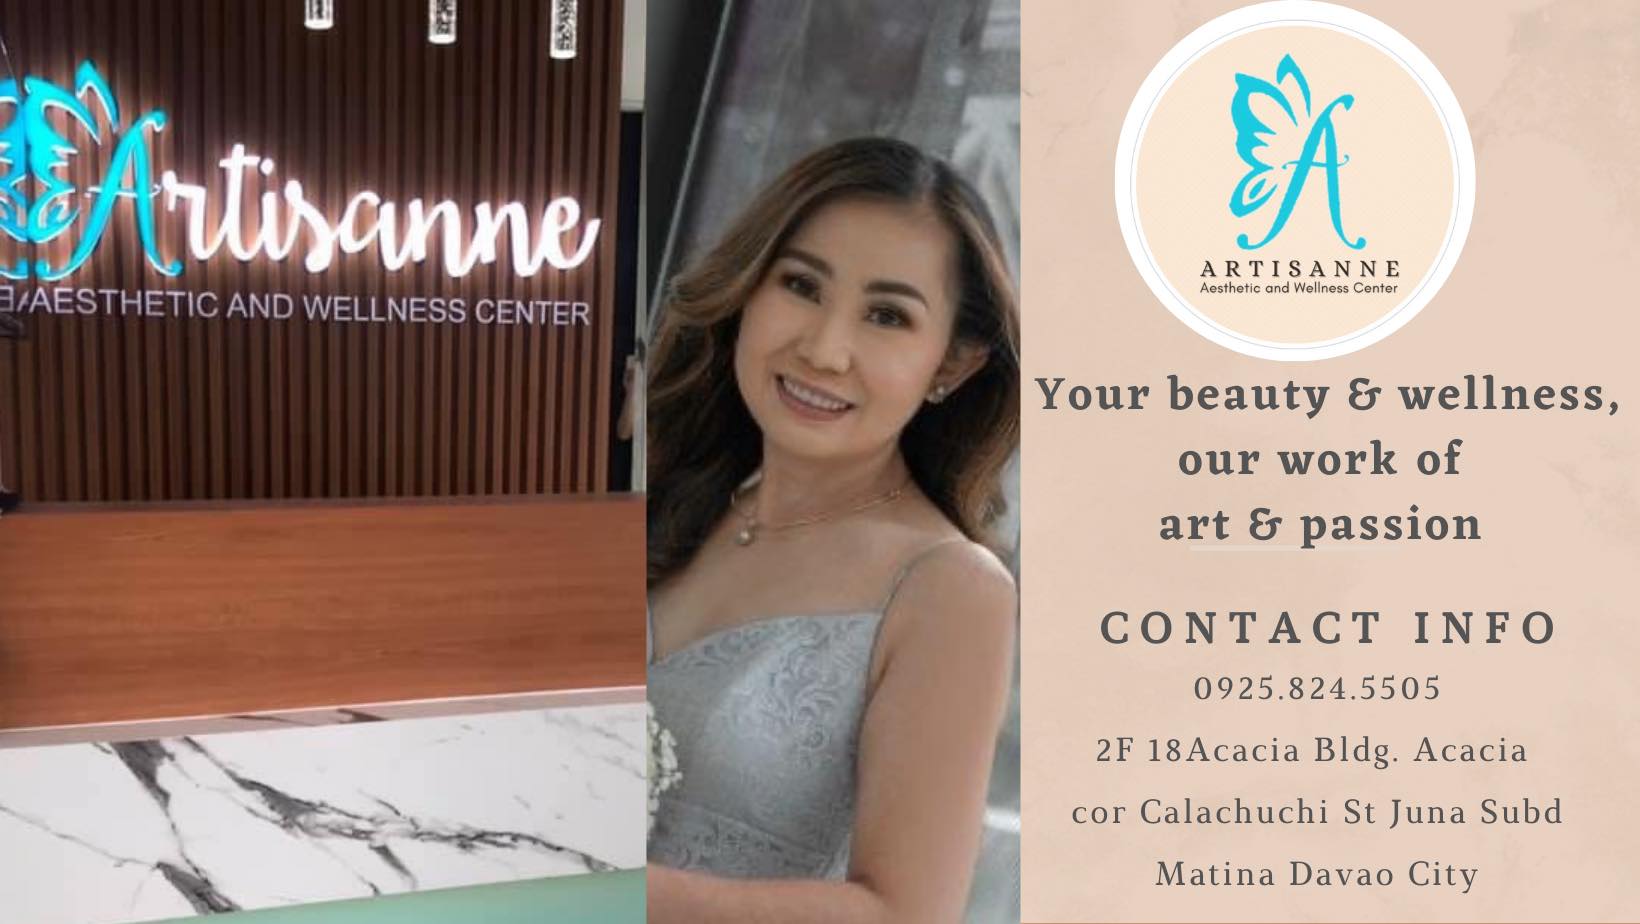 Artisanne
AESTHETIC AND WELLNESS CENTER
A
ARTISANNE
Aesthetic and Wellness Center
Your beauty & wellness,
our work of
art & passion
CONTACT INFO
0925.824.5505
2F 18Acacia Bldg. Acacia
cor Calachuchi St Juna Subd
Matina Davao City